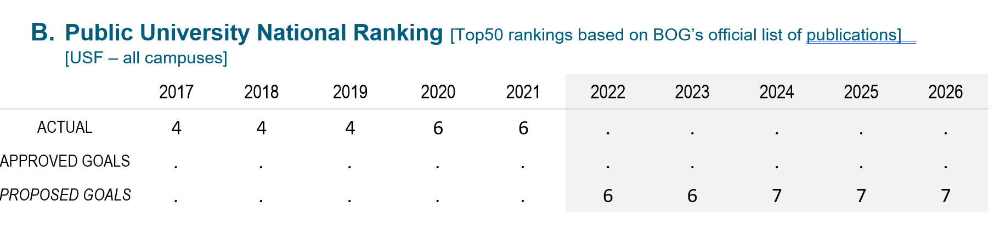 B. Public University National Ranking [Top50 rankings based on BOG’s official list of publications]
[USF – all campuses]
2017 2018 2019 2020 2021 2022 2023 2024 2025 2026
ACTUAL 4 4 4 6 6 . . . . .
APPROVED GOALS . . . . . . . . . .
PROPOSED GOALS . . . . . 6 6 7 7 7